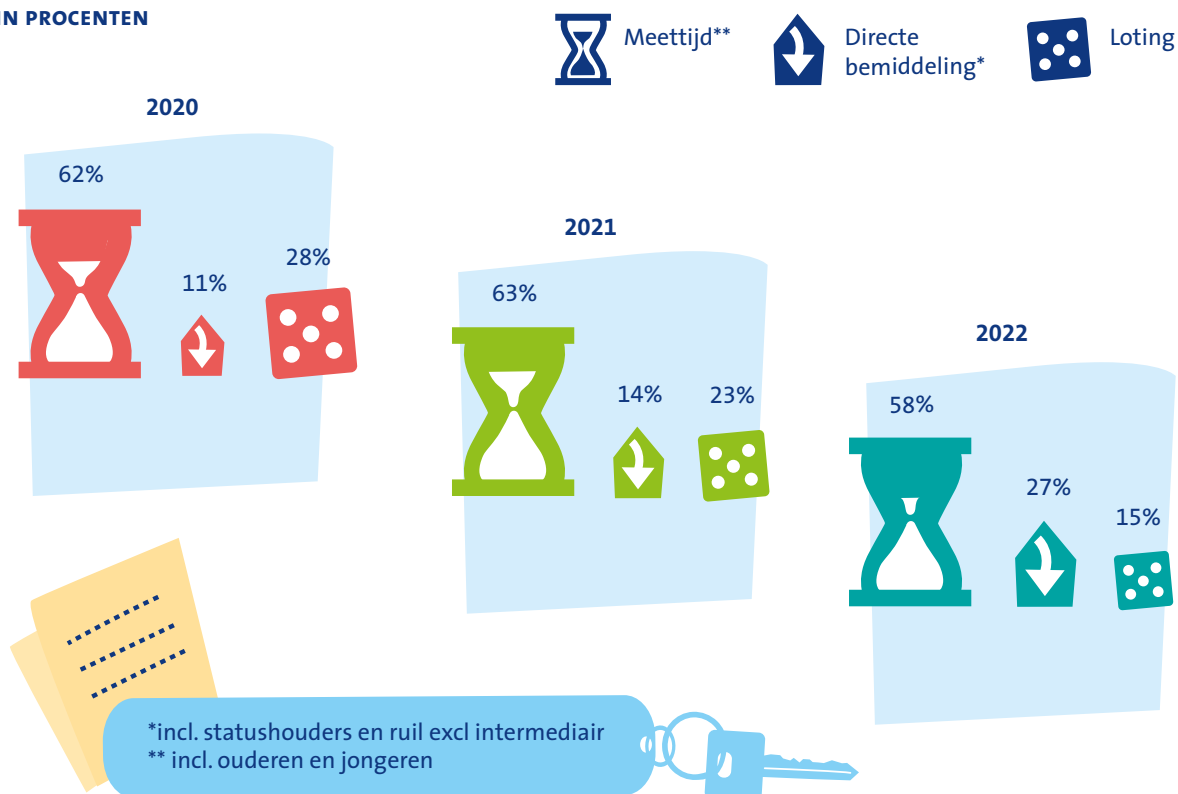 IN PROCENTEN
Meettijd**
Directe
bemiddeling*
Loting
2020
62%
11%
28%
2021
63%
14%
23%
2022
58%
27%
15%
*incl. statushouders en ruil excl intermediair
** incl. ouderen en jongeren